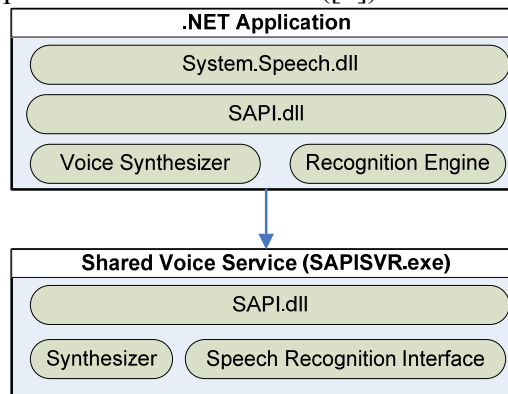 .NET Application
System.Speech.dll
SAPI.dll
Voice Synthesizer Recognition Engine
Shared Voice Service (SAPISVR.exe)
SAPI.dll
Synthesizer Speech Recognition Interface